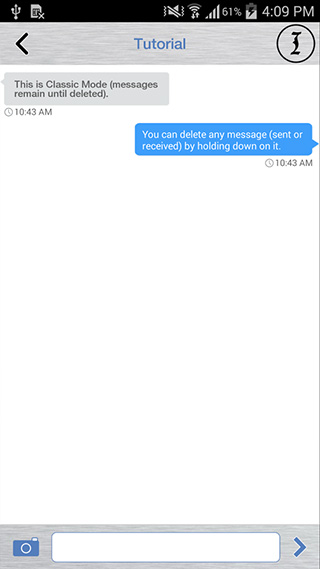 61% 4:09 PM
Tutorial
This is Classic Mode (messages
remain until deleted).
10:43 AM
You can delete any message (sent or
received) by holding down on it.
10:43 AM